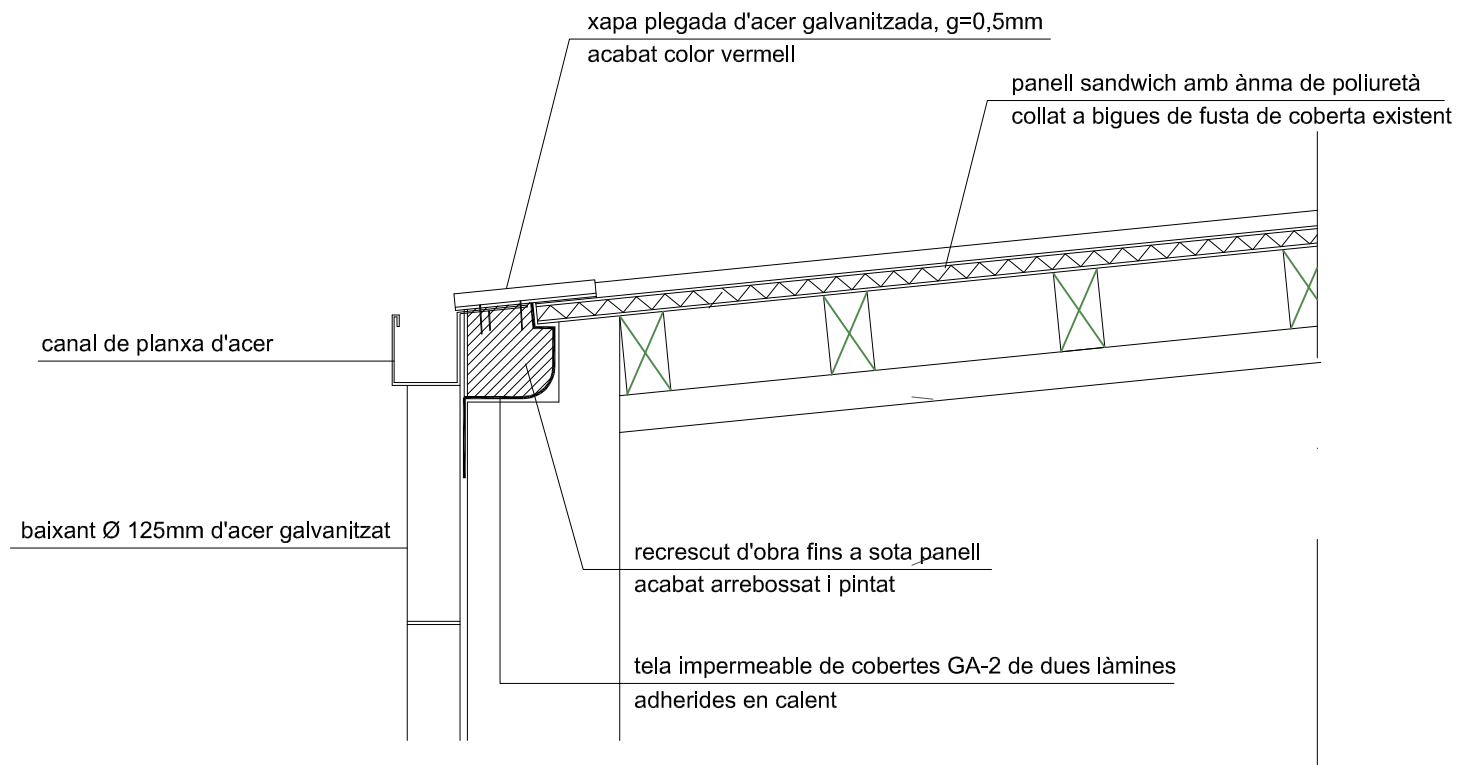 xapa plegada d'acer galvanitzada, g=0,5mm
acabat color vermell
panell sandwich amb ànma de poliuretà
collat a bigues de fusta de coberta existent
canal de planxa d'acer
baixant Ø 125mm d'acer galvanitzat
recrescut d'obra fins a sota panell
acabat arrebossat i pintat
tela impermeable de cobertes GA-2 de dues làmines
adherides en calent